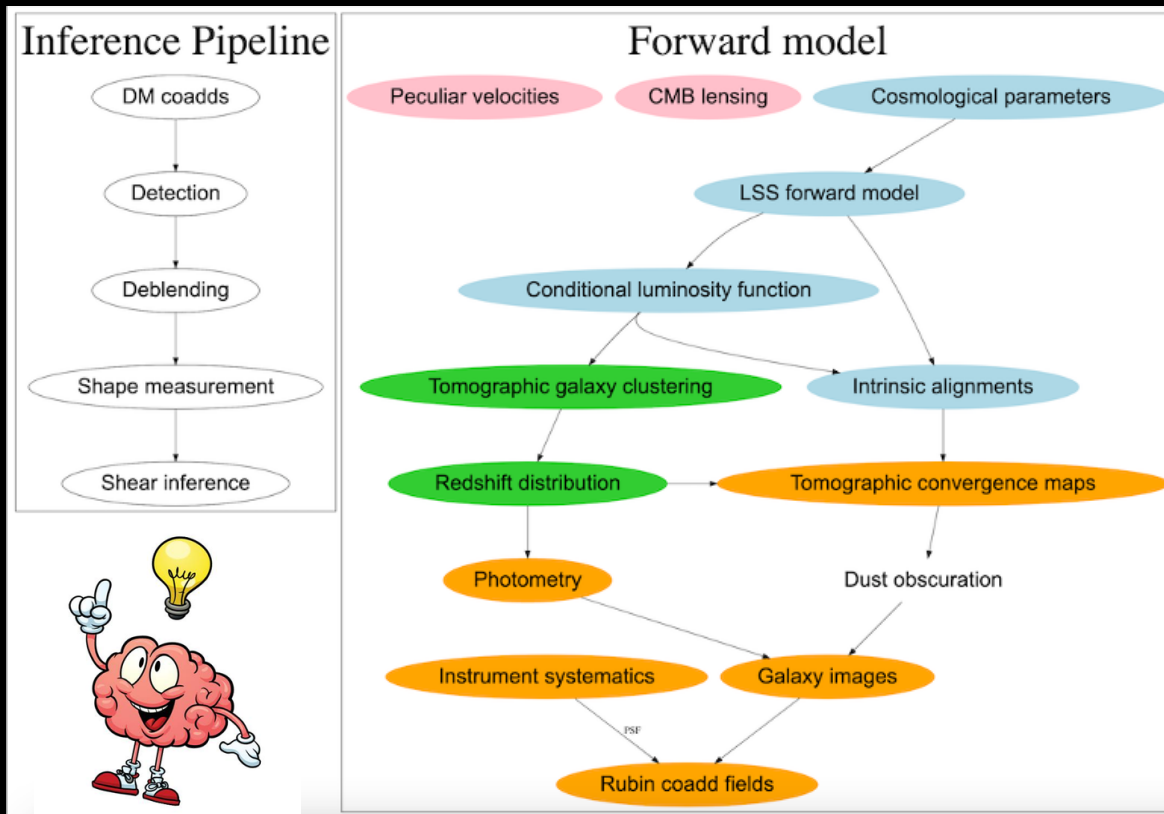 Inference Pipeline
DM coadds
Detection
Deblending
Shape measurement
Shear inference
Forward model
Peculiar velocities
CMB lensing
Cosmological parameters
LSS forward model
Conditional luminosity function
Tomographic galaxy clustering
Intrinsic alignments
Redshift distribution
Tomographic convergence maps
Photometry
Dust obscuration
Instrument systematics
Galaxy images
PSF
Rubin coadd fields